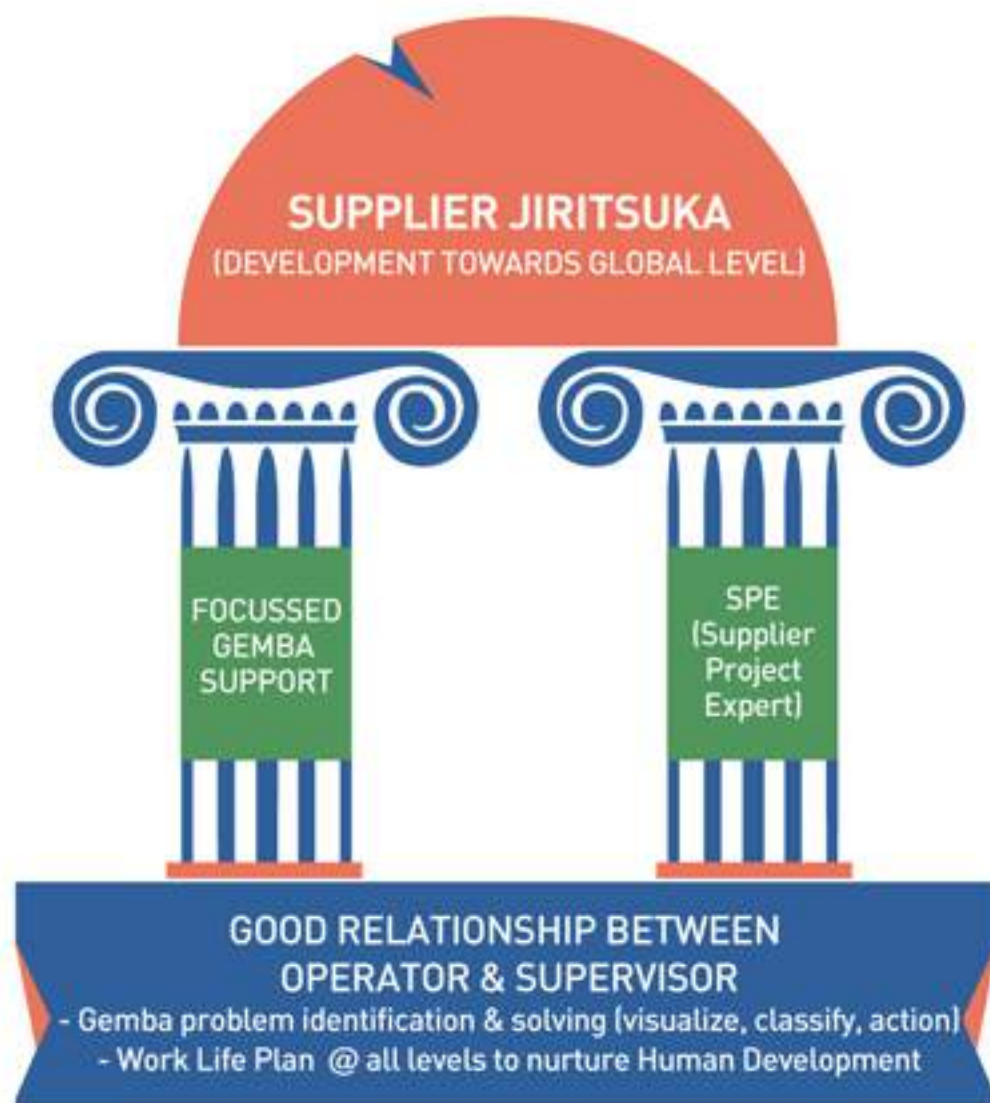 SUPPLIER JIRITSUKA
(DEVELOPMENT TOWARDS GLOBAL LEVEL)
FOCUSSED
GEMBA
SUPPORT
SPE
(Supplier
Project
Expert)
GOOD RELATIONSHIP BETWEEN
OPERATOR & SUPERVISOR
- Gemba problem identification & solving (visualize, classify, action)
- Work Life Plan @ all levels to nurture Human Development